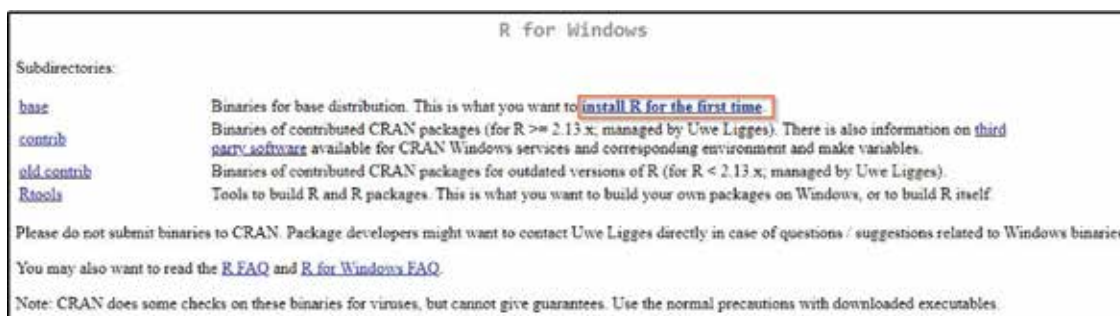 R for Windows
Subdirectories:
base Binaries for base distribution. This is what you want to install R for the first time.
contrib Binaries of contributed CRAN packages (for R >= 2.13.x; managed by Uwe Ligges). There is also information on third
party software available for CRAN Windows services and corresponding environment and make variables.
old contrib Binaries of contributed CRAN packages for outdated versions of R (for R < 2.13.x; managed by Uwe Ligges).
Rtools Tools to build R and R packages. This is what you want to build your own packages on Windows, or to build R itself.
Please do not submit binaries to CRAN. Package developers might want to contact Uwe Ligges directly in case of questions / suggestions related to Windows binaries
You may also want to read the R FAQ and R for Windows FAQ.
Note: CRAN does some checks on these binaries for viruses, but cannot give guarantees. Use the normal precautions with downloaded executables.